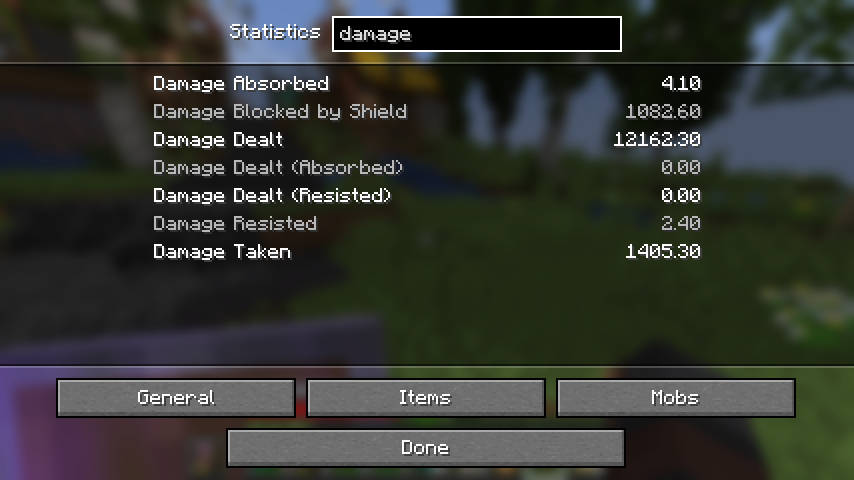 Statistics damage
Damage Absorbed 4.10
Damage Blocked by Shield 1082.60
Damage Dealt 12162.30
Damage Dealt (Absorbed) 0.00
Damage Dealt (Resisted) 0.00
Damage Resisted 2.40
Damage Taken 1405.30
General Items Mobs
Done